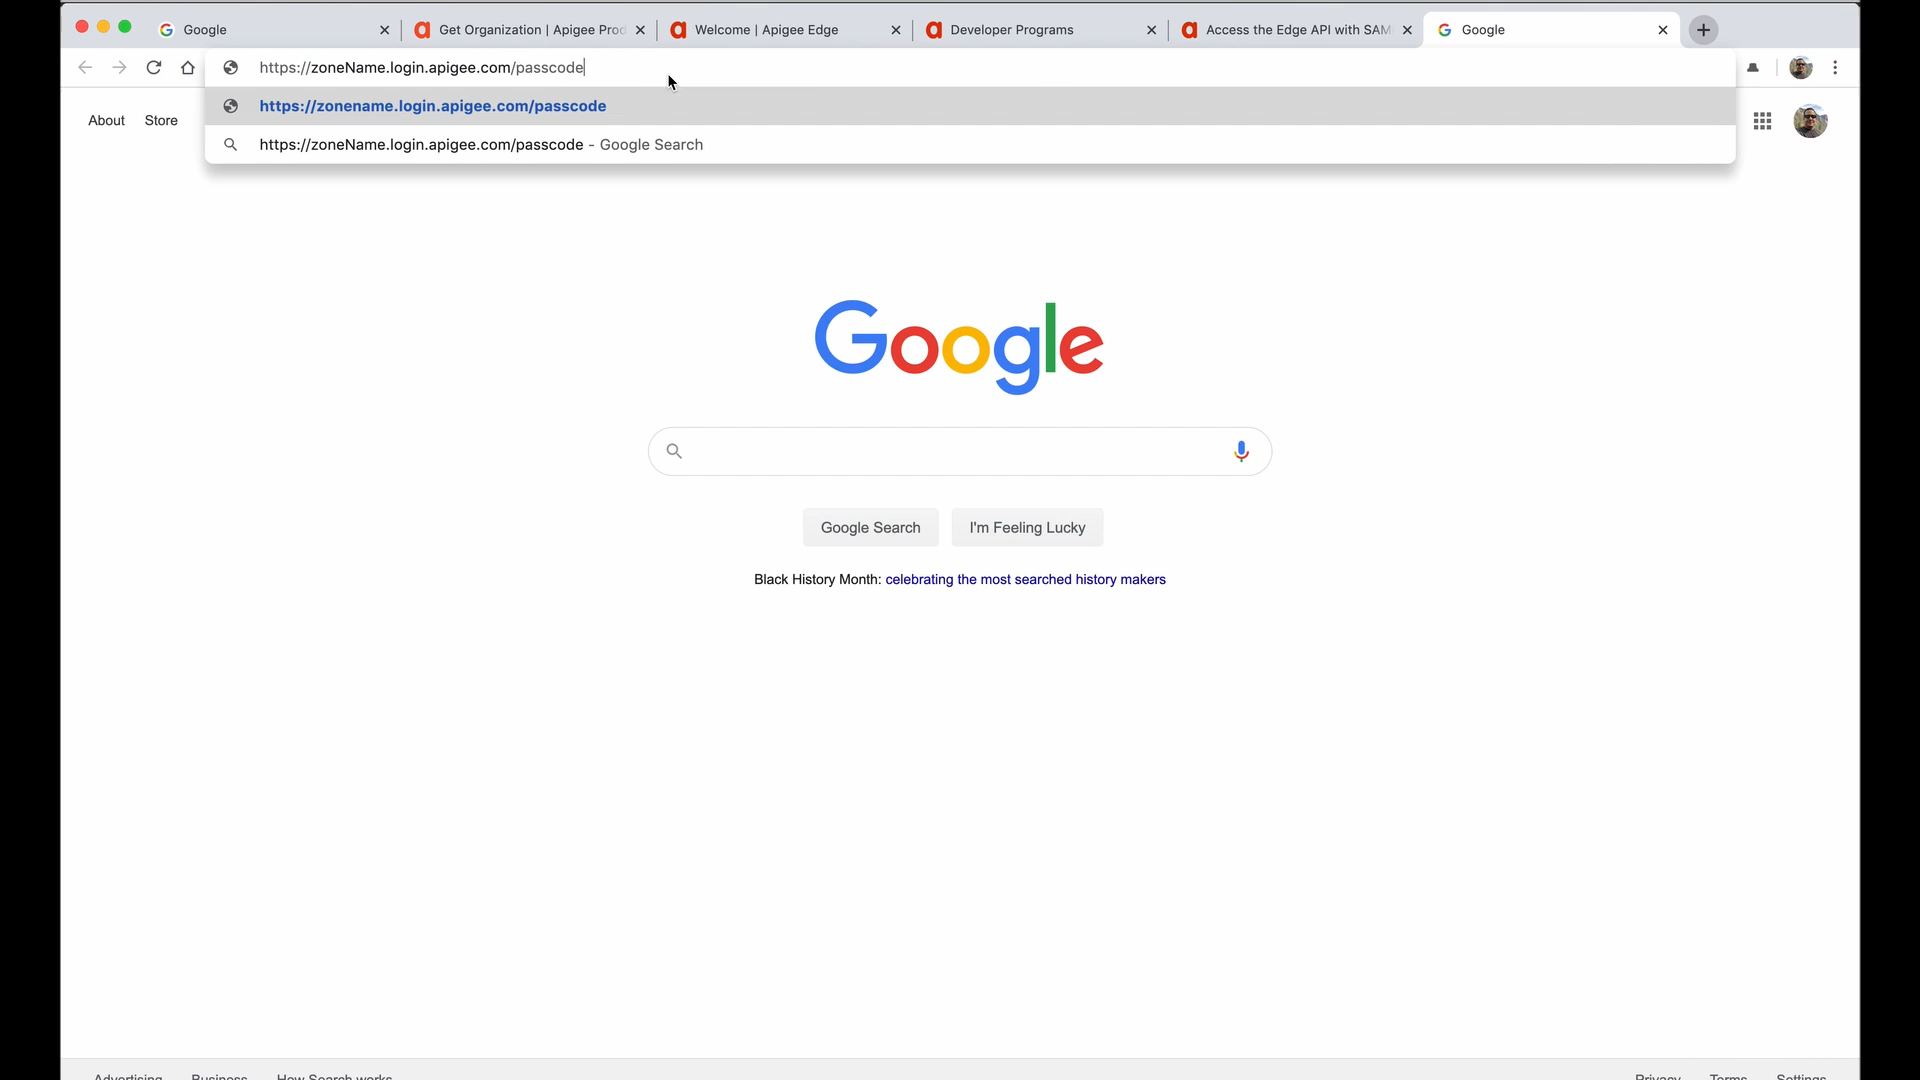 Google
Get Organization | Apigee Prod
Welcome | Apigee Edge
Developer Programs
Access the Edge API with SAM
Google
https://zoneName.login.apigee.com/passcode
https://zonename.login.apigee.com/passcode
https://zoneName.login.apigee.com/passcode - Google Search
About Store
Google
Google Search I'm Feeling Lucky
Black History Month: celebrating the most searched history makers
Advertising Business How Search works Privacy Terms Settings